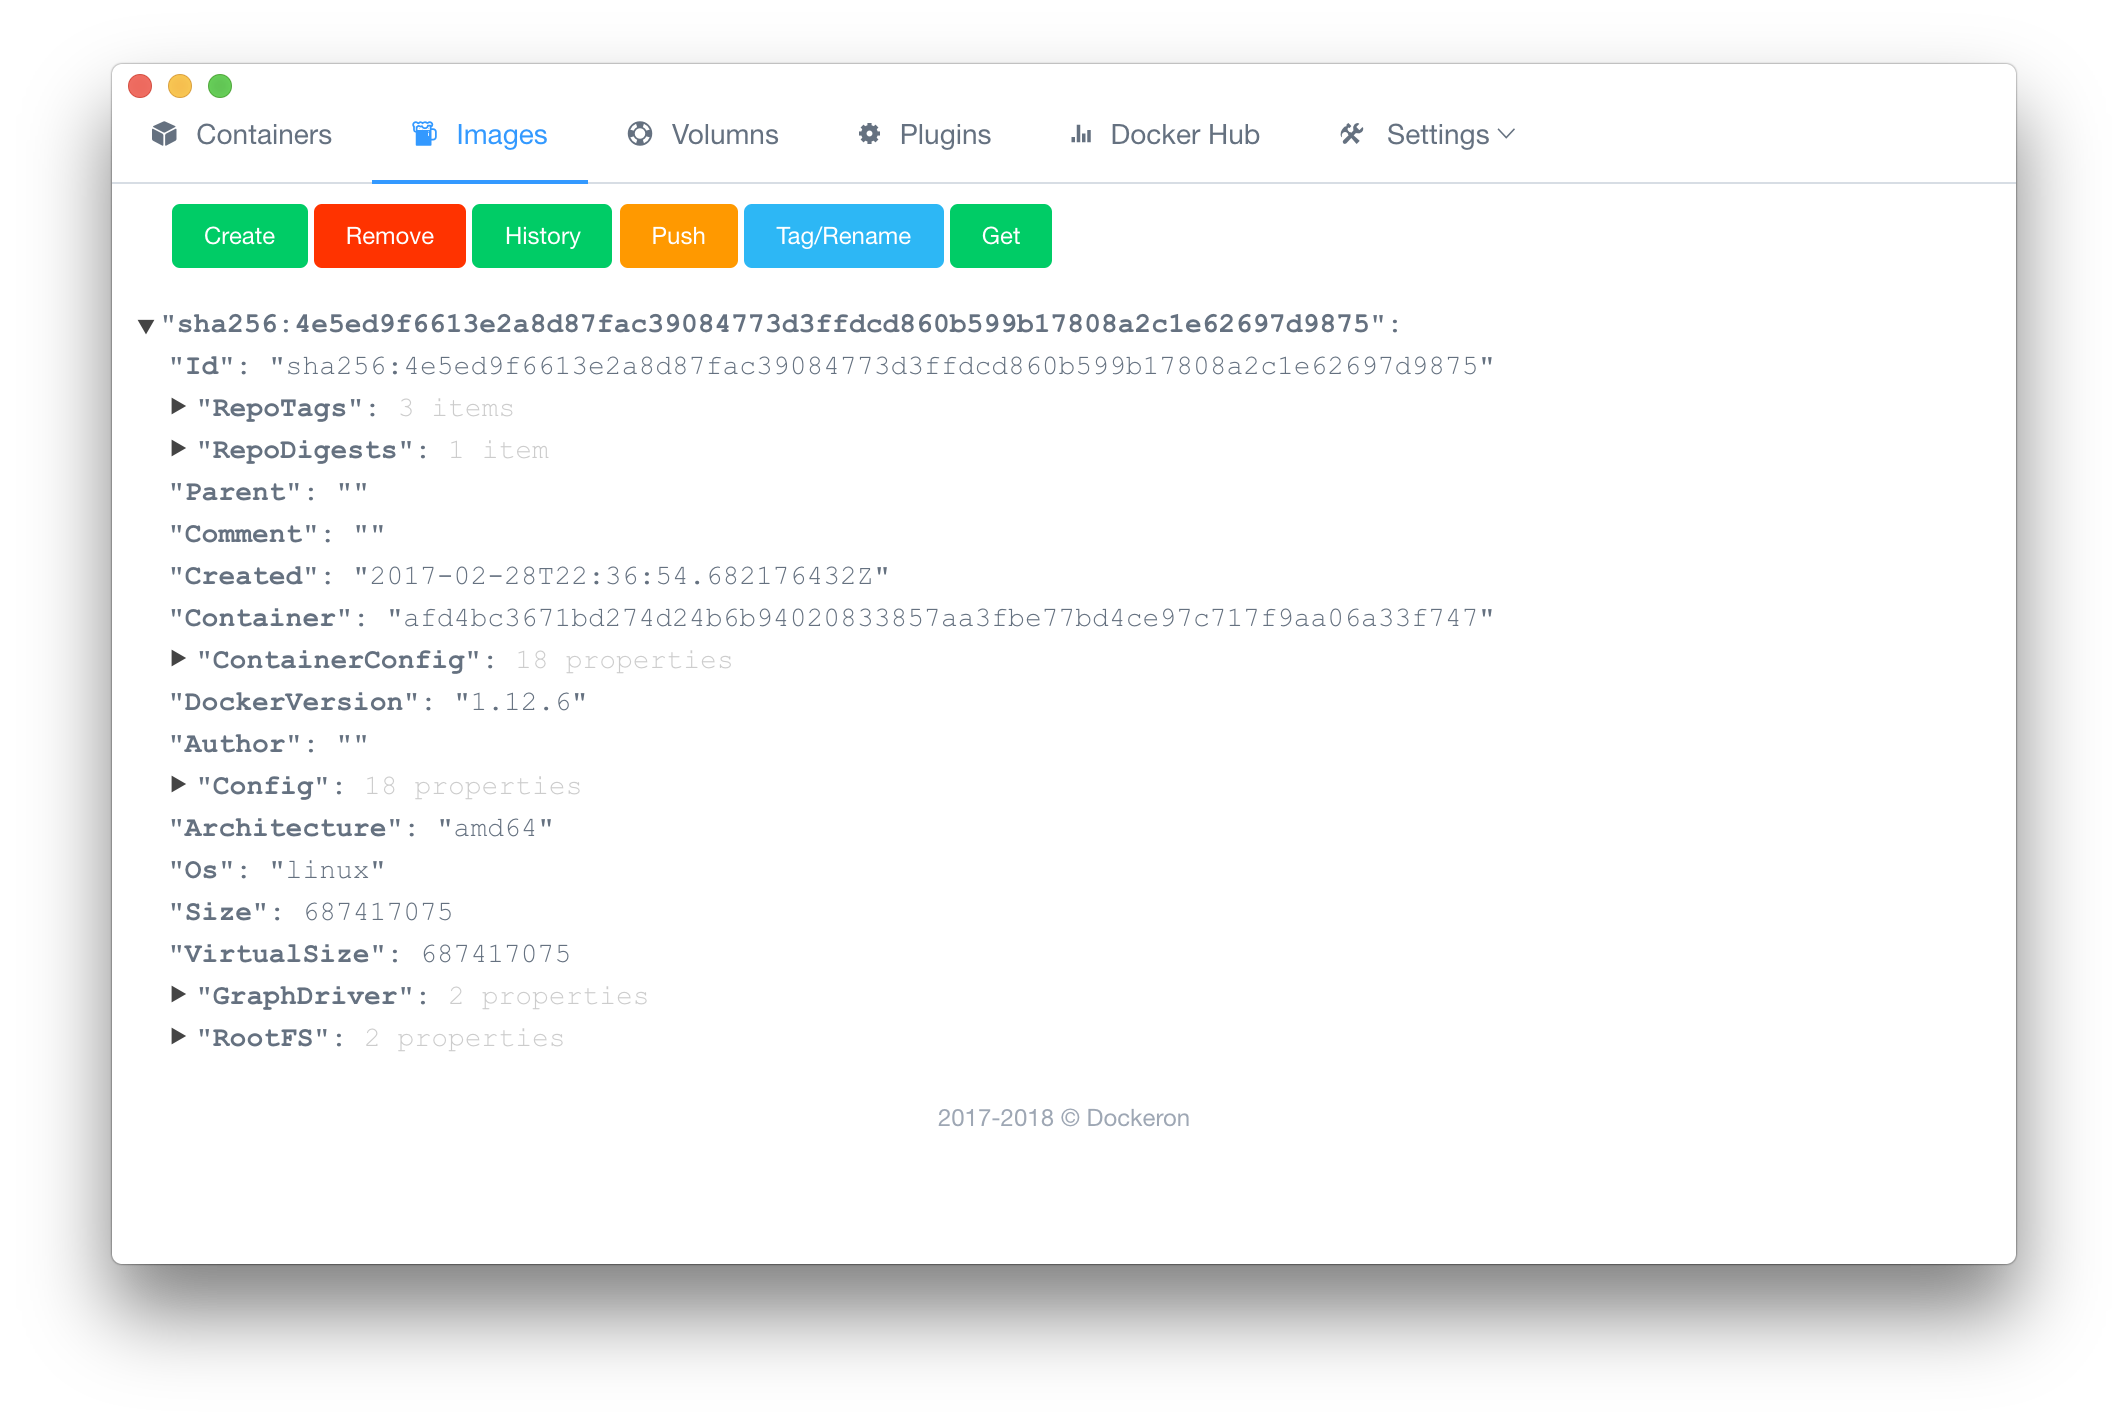 Containers Images Volumns Plugins Docker Hub Settings
Create Remove History Push Tag/Rename Get
"sha256:4e5ed9f6613e2a8d87fac39084773d3ffdcd860b599b17808a2c1e62697d9875":
"Id": "sha256:4e5ed9f6613e2a8d87fac39084773d3ffdcd860b599b17808a2c1e62697d9875"
"RepoTags": 3 items
"RepoDigests": 1 item
"Parent": ""
"Comment": ""
"Created": "2017-02-28T22:36:54.682176432Z"
"Container": "afd4bc3671bd274d24b6b94020833857aa3fbe77bd4ce97c717f9aa06a33f747"
"ContainerConfig": 18 properties
"DockerVersion": "1.12.6"
"Author": ""
"Config": 18 properties
"Architecture": "amd64"
"Os": "linux"
"Size": 687417075
"VirtualSize": 687417075
"GraphDriver": 2 properties
"RootFS": 2 properties
2017-2018 © Dockeron